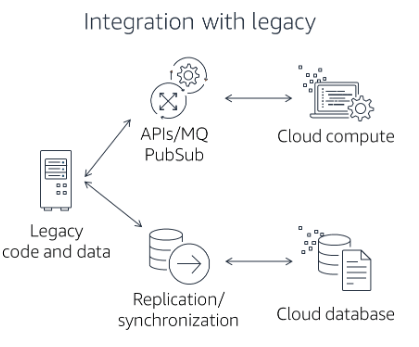 Integration with legacy
APIs/MQ
PubSub
Cloud compute
Legacy
code and data
Replication/
synchronization
Cloud database